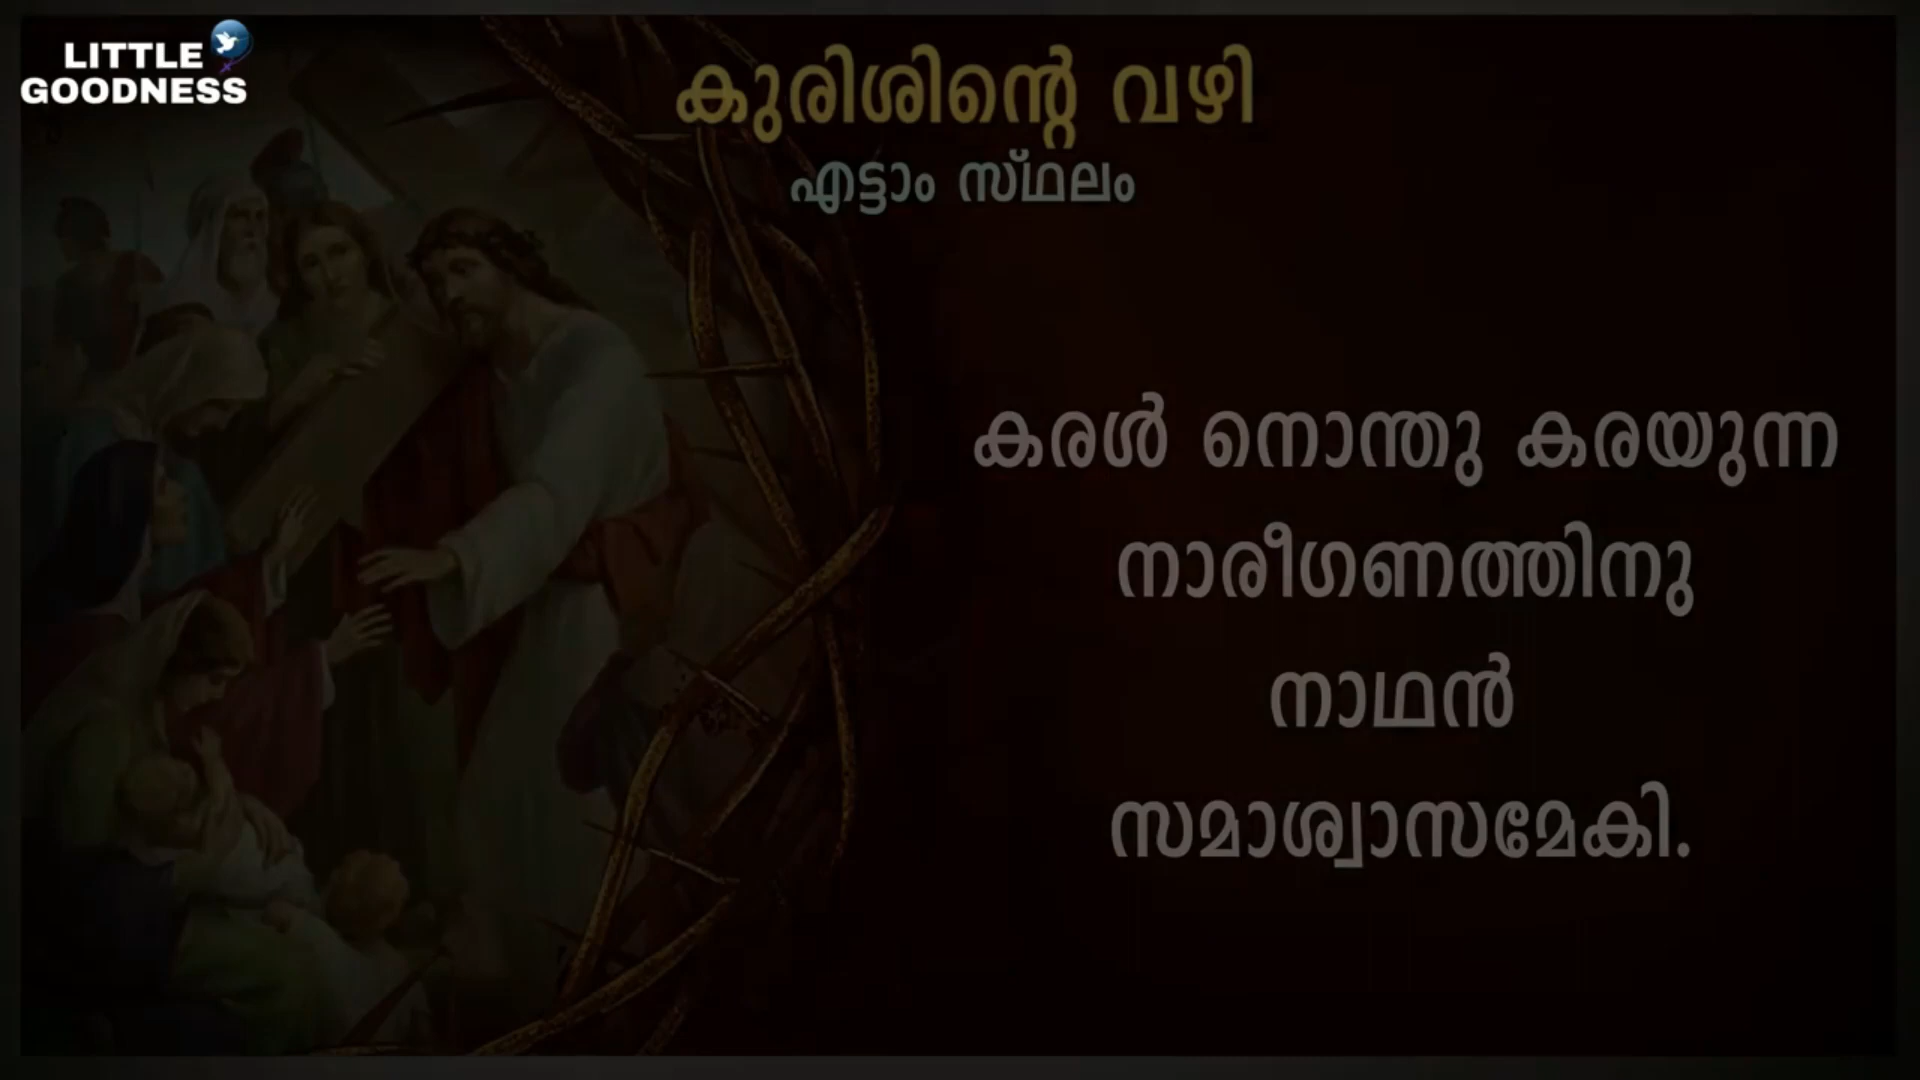 LITTLE
GOODNESS
കുരിശിന്റെ വഴി
എട്ടാം സ്ഥലം
കരൾ നൊന്തു കരയുന്ന
നാരീഗണത്തിനു
നാഥൻ
സമാശ്വാസമേകി.